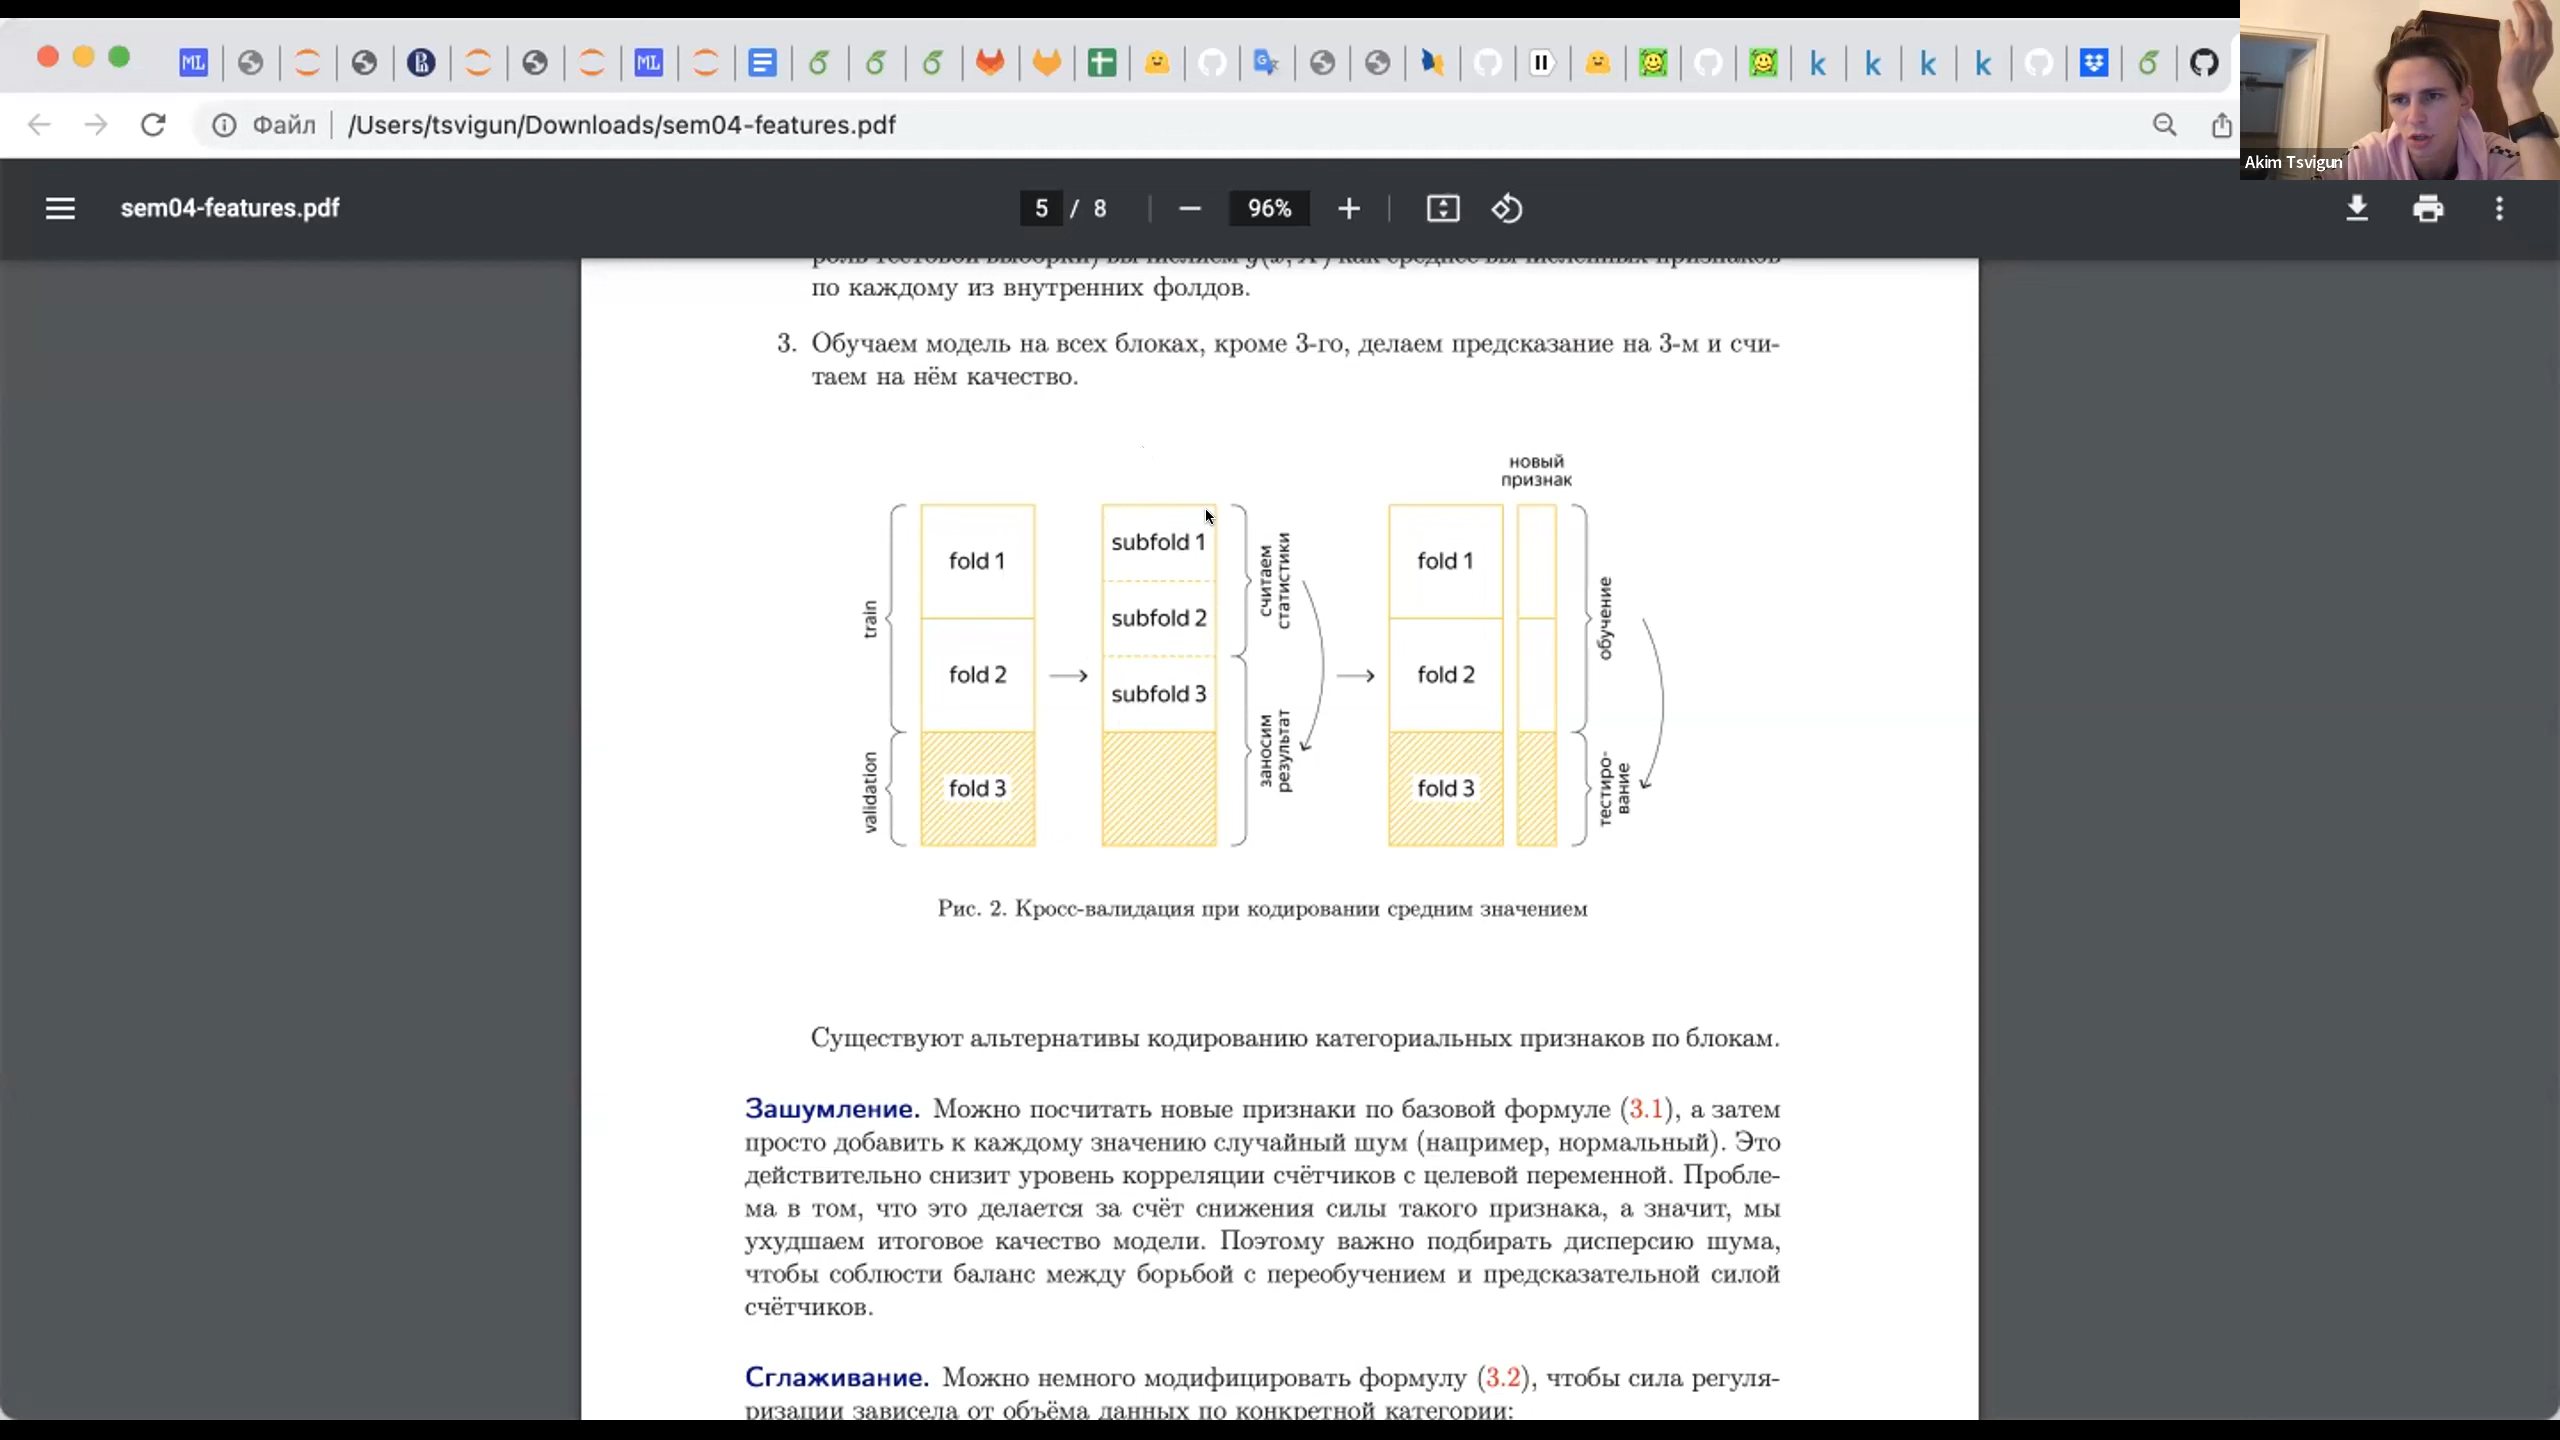 Файл
/Users/tsvigun/Downloads/sem04-features.pdf
Akim Tsvigun
sem04-features.pdf
5 / 8
96%
по каждому из внутренних фолдов.
3. Обучаем модель на всех блоках, кроме 3-го, делаем предсказание на 3-м и счи-
таем на нём качество.
новый
признак
train
validation
fold 1
fold 2
fold 3
subfold 1
subfold 2
subfold 3
считаем
статистики
заносим
результат
fold 1
fold 2
fold 3
обучение
тестиро-
вание
Рис. 2. Кросс-валидация при кодировании средним значением
Существуют альтернативы кодированию категориальных признаков по блокам.
Зашумление. Можно посчитать новые признаки по базовой формуле (3.1), а затем
просто добавить к каждому значению случайный шум (например, нормальный). Это
действительно снизит уровень корреляции счётчиков с целевой переменной. Пробле-
ма в том, что это делается за счёт снижения силы такого признака, а значит, мы
ухудшаем итоговое качество модели. Поэтому важно подбирать дисперсию шума,
чтобы соблюсти баланс между борьбой с переобучением и предсказательной силой
счётчиков.
Сглаживание. Можно немного модифицировать формулу (3.2), чтобы сила регуля-
ризации зависела от объёма данных по конкретной категории: